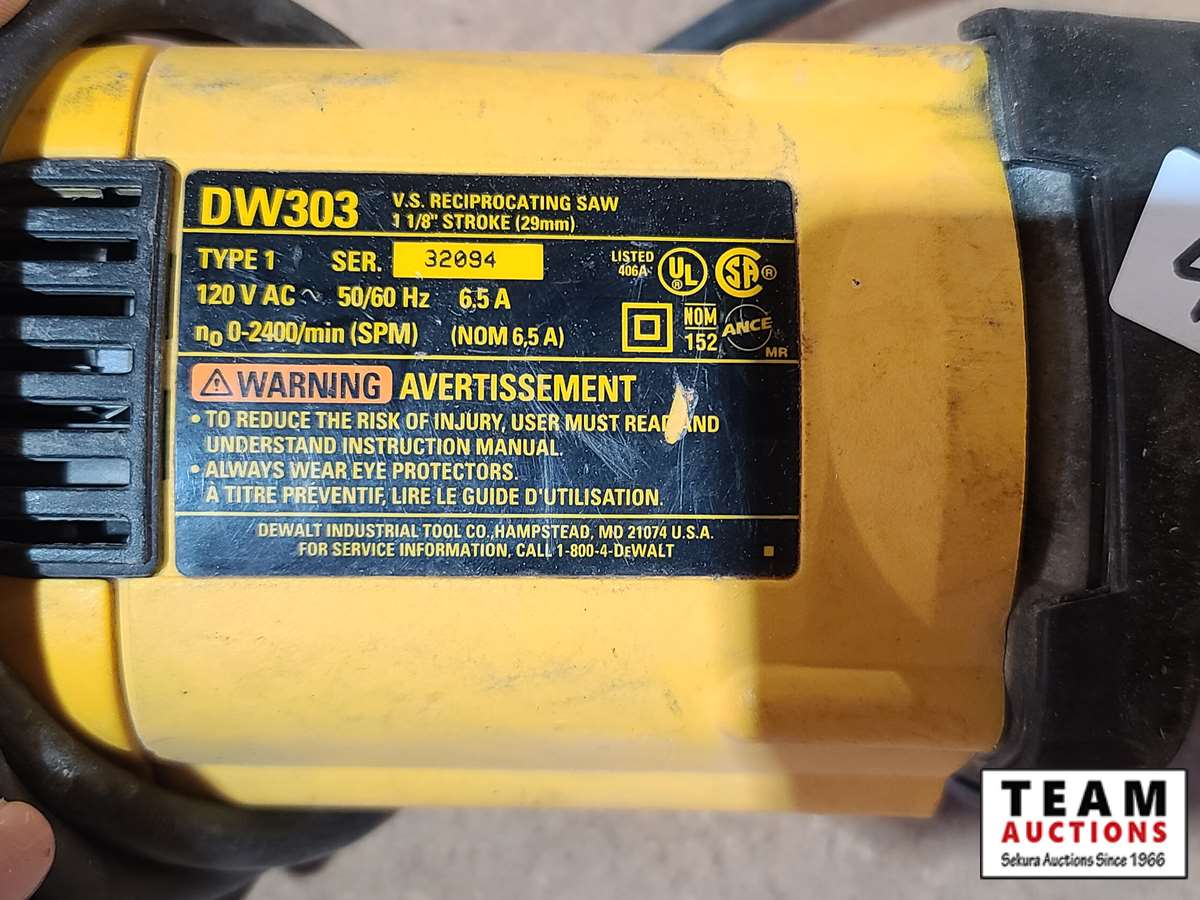 DW303
V.S. RECIPROCATING SAW
1 1/8" STROKE (29mm)
TYPE 1 SER. 32094
120 V AC ~ 50/60 Hz 6.5 A
n₀ 0-2400/min (SPM) (NOM 6,5 A)
LISTED
406A
UL ®
SA ®
NOM
152
ANCE
MR
⚠ WARNING AVERTISSEMENT
• TO REDUCE THE RISK OF INJURY, USER MUST READ AND
UNDERSTAND INSTRUCTION MANUAL.
• ALWAYS WEAR EYE PROTECTORS.
À TITRE PRÉVENTIF, LIRE LE GUIDE D'UTILISATION.
DEWALT INDUSTRIAL TOOL CO., HAMPSTEAD, MD 21074 U.S.A.
FOR SERVICE INFORMATION, CALL 1-800-4-DEWALT
TEAM
AUCTIONS
Sekura Auctions Since 1966